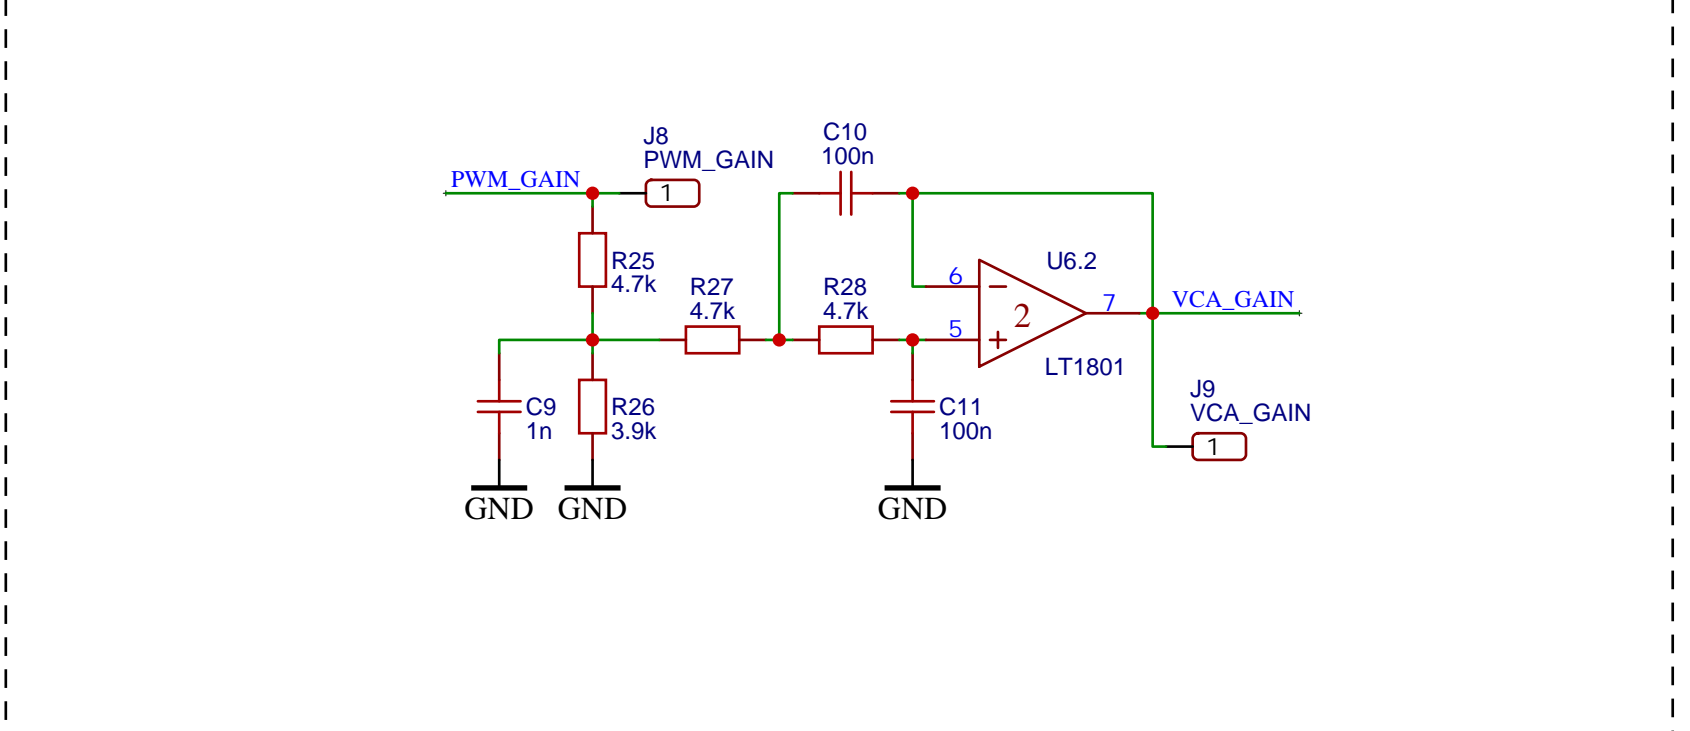 C10
100n
J8
PWM_GAIN
PWM_GAIN
1
R25
4.7k
R27
4.7k
R28
4.7k
6
5
2
7
U6.2
LT1801
VCA_GAIN
C9
1n
R26
3.9k
C11
100n
J9
VCA_GAIN
1
GND
GND
GND